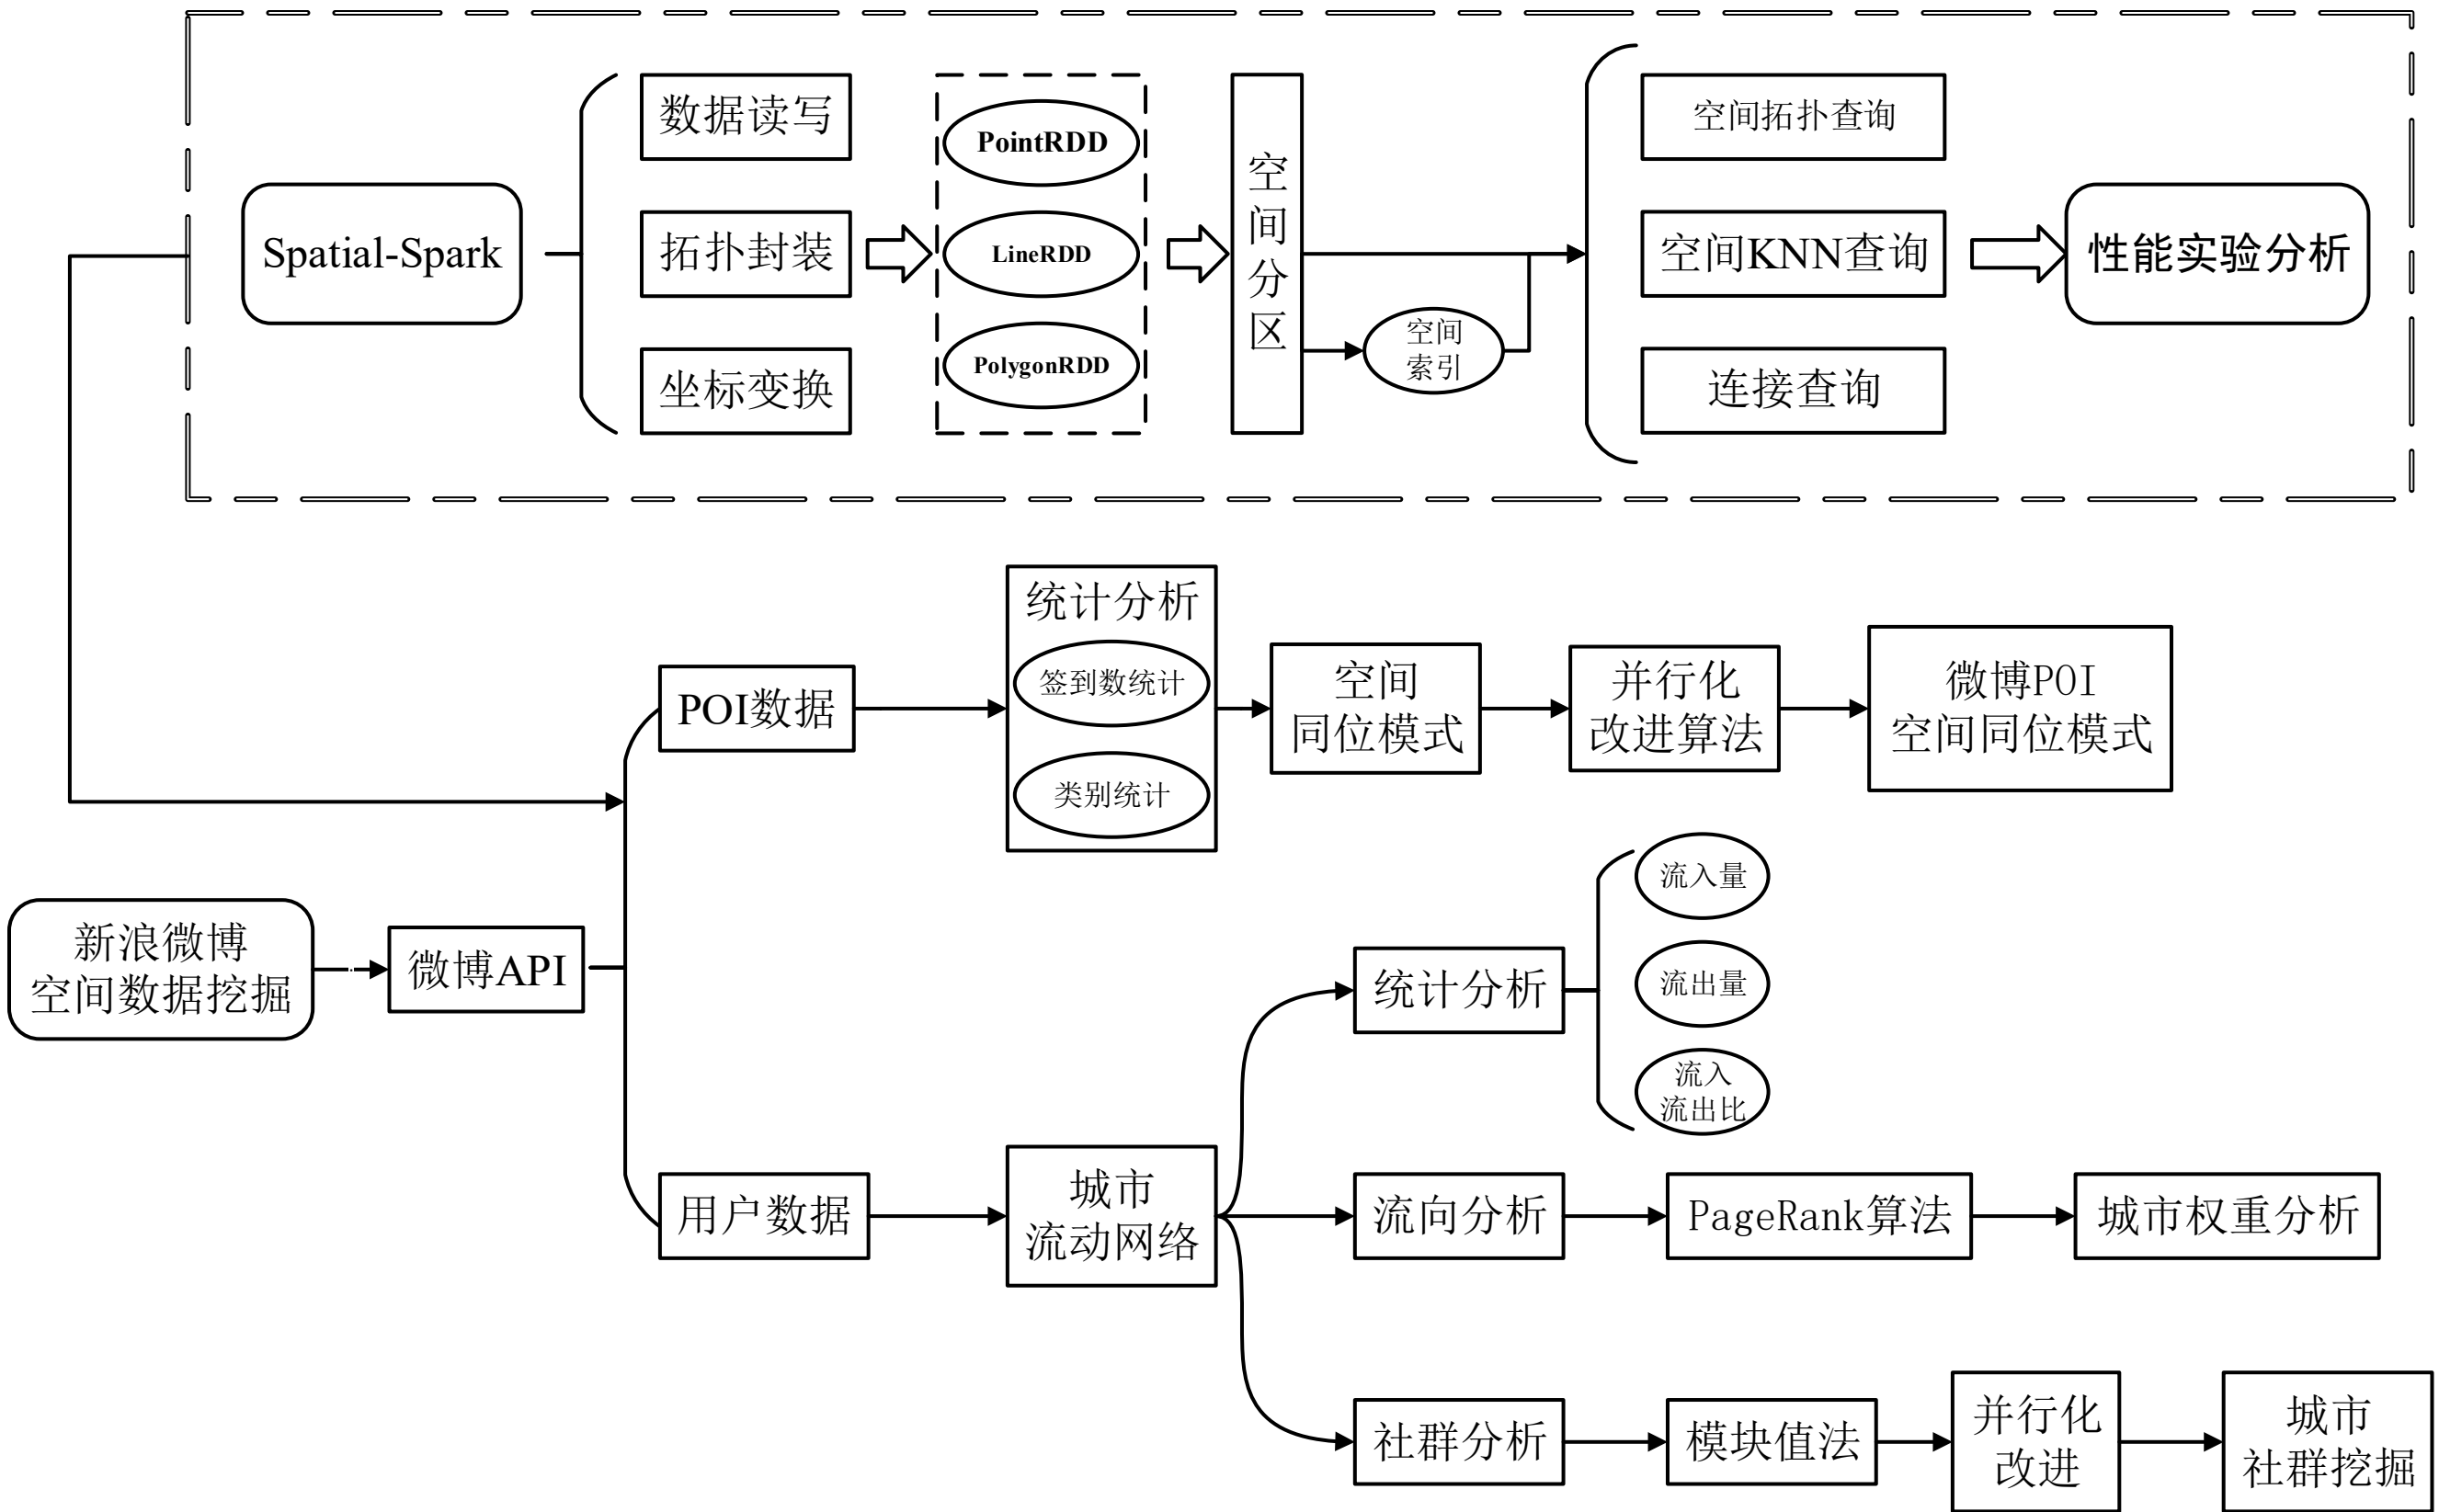 Spatial-Spark
数据读写
拓扑封装
坐标变换
PointRDD
LineRDD
PolygonRDD
空
间
分
区
空间
索引
空间拓扑查询
空间KNN查询
连接查询
性能实验分析
新浪微博
空间数据挖掘
微博API
POI数据
统计分析
签到数统计
类别统计
空间
同位模式
并行化
改进算法
微博POI
空间同位模式
用户数据
城市
流动网络
统计分析
流入量
流出量
流入
流出比
流向分析
PageRank算法
城市权重分析
社群分析
模块值法
并行化
改进
城市
社群挖掘